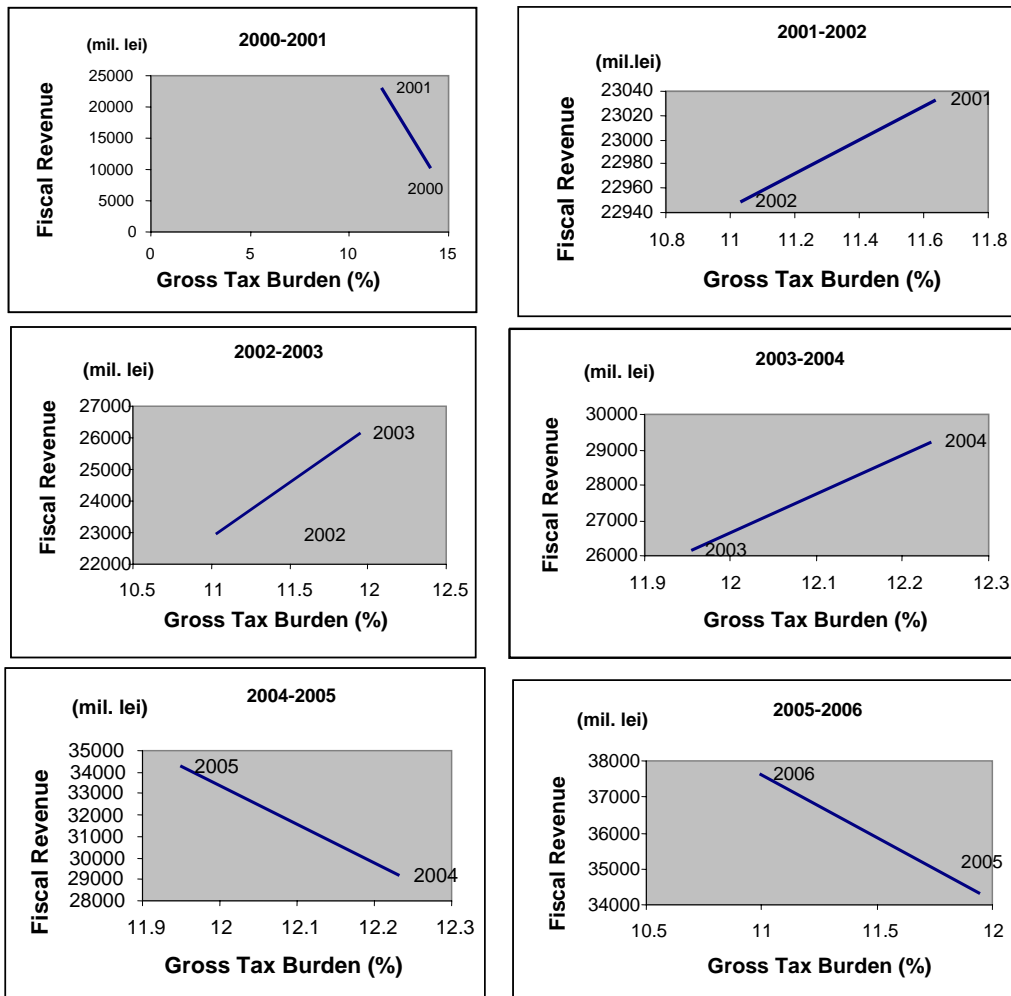 2000-2001
(mil. lei)
Fiscal Revenue
25000
20000
15000
10000
5000
0
2001
2000
0 5 10 15
Gross Tax Burden (%)
2001-2002
(mil.lei)
Fiscal Revenue
23040
23020
23000
22980
22960
22940
2001
2002
10.8 11 11.2 11.4 11.6 11.8
Gross Tax Burden (%)
2002-2003
(mil. lei)
Fiscal Revenue
27000
26000
25000
24000
23000
22000
2003
2002
10.5 11 11.5 12 12.5
Gross Tax Burden (%)
2003-2004
(mil. lei)
Fiscal Revenue
30000
29000
28000
27000
26000
2004
2003
11.9 12 12.1 12.2 12.3
Gross Tax Burden (%)
2004-2005
(mil. lei)
Fiscal Revenue
35000
34000
33000
32000
31000
30000
29000
28000
2005
2004
11.9 12 12.1 12.2 12.3
Gross Tax Burden (%)
2005-2006
(mil. lei)
Fiscal Revenue
38000
37000
36000
35000
34000
2006
2005
10.5 11 11.5 12
Gross Tax Burden (%)